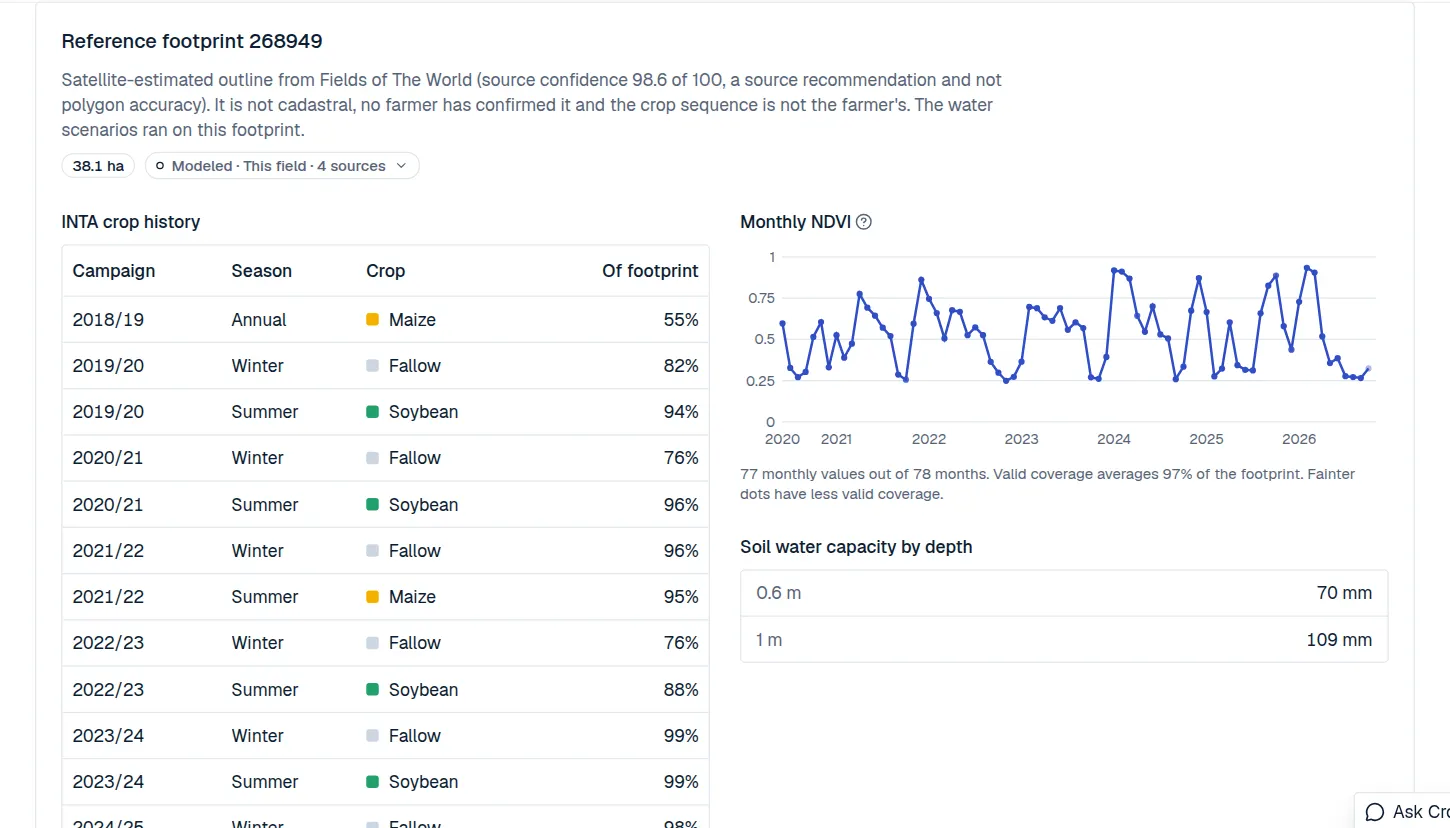 Reference footprint 268949
Satellite-estimated outline from Fields of The World (source confidence 98.6 of 100, a source recommendation and not
polygon accuracy). It is not cadastral, no farmer has confirmed it and the crop sequence is not the farmer's. The water
scenarios ran on this footprint.
38.1 ha
Modeled · This field · 4 sources
INTA crop history
Campaign Season Crop Of footprint
2018/19 Annual Maize 55%
2019/20 Winter Fallow 82%
2019/20 Summer Soybean 94%
2020/21 Winter Fallow 76%
2020/21 Summer Soybean 96%
2021/22 Winter Fallow 96%
2021/22 Summer Maize 95%
2022/23 Winter Fallow 76%
2022/23 Summer Soybean 88%
2023/24 Winter Fallow 99%
2023/24 Summer Soybean 99%
2024/25 Winter Fallow 98%
Monthly NDVI ?
1
0.75
0.5
0.25
0
2020 2021 2022 2023 2024 2025 2026
77 monthly values out of 78 months. Valid coverage averages 97% of the footprint. Fainter
dots have less valid coverage.
Soil water capacity by depth
0.6 m 70 mm
1 m 109 mm
Ask Cro